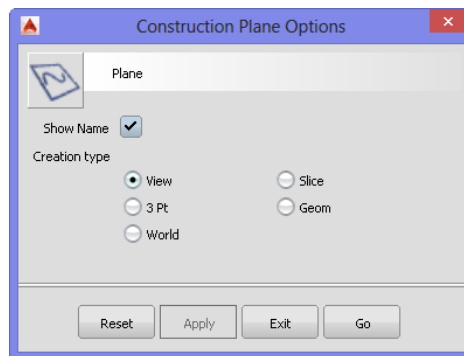 Construction Plane Options
Plane
Show Name
Creation type
View Slice
3 Pt Geom
World
Reset Apply Exit Go